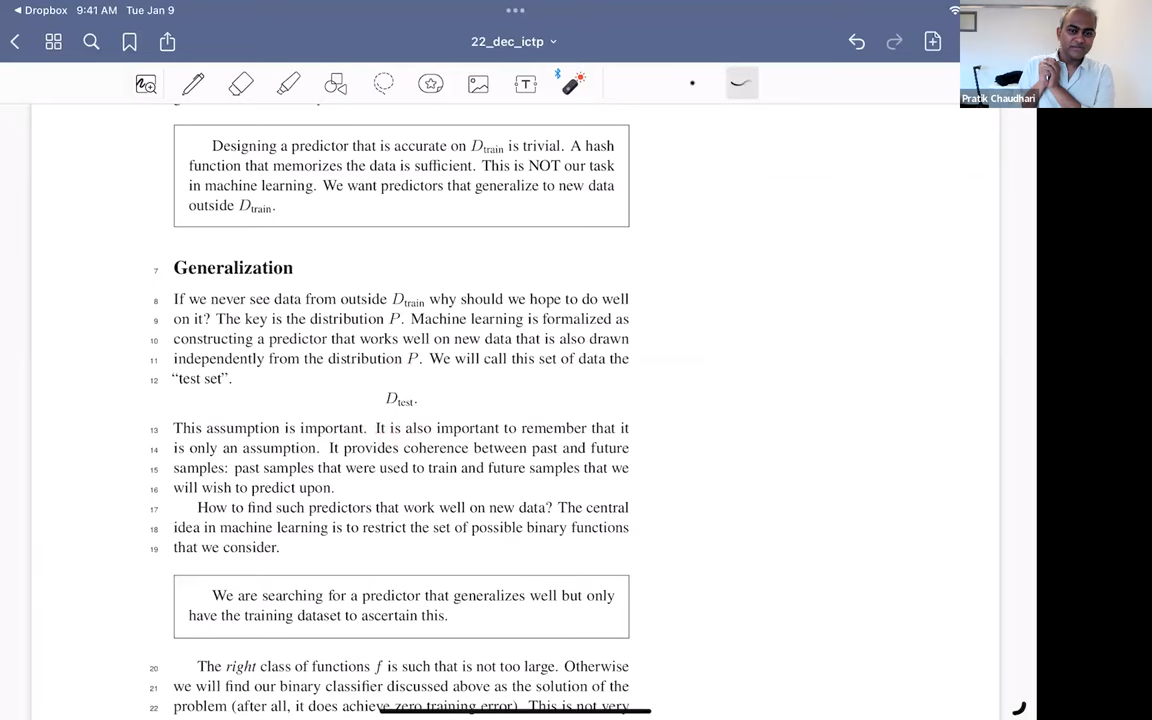 Dropbox 9:41 AM Tue Jan 9
22_dec_ictp
T
Pratik Chaudhari
Designing a predictor that is accurate on Dtrain is trivial. A hash
function that memorizes the data is sufficient. This is NOT our task
in machine learning. We want predictors that generalize to new data
outside Dtrain.
7 Generalization
8 If we never see data from outside Dtrain why should we hope to do well
9 on it? The key is the distribution P. Machine learning is formalized as
10 constructing a predictor that works well on new data that is also drawn
11 independently from the distribution P. We will call this set of data the
12 “test set”.
Dtest.
13 This assumption is important. It is also important to remember that it
14 is only an assumption. It provides coherence between past and future
15 samples: past samples that were used to train and future samples that we
16 will wish to predict upon.
17 How to find such predictors that work well on new data? The central
18 idea in machine learning is to restrict the set of possible binary functions
19 that we consider.
We are searching for a predictor that generalizes well but only
have the training dataset to ascertain this.
20 The right class of functions f is such that is not too large. Otherwise
21 we will find our binary classifier discussed above as the solution of the
22 problem (after all, it does achieve zero training error). This is not very